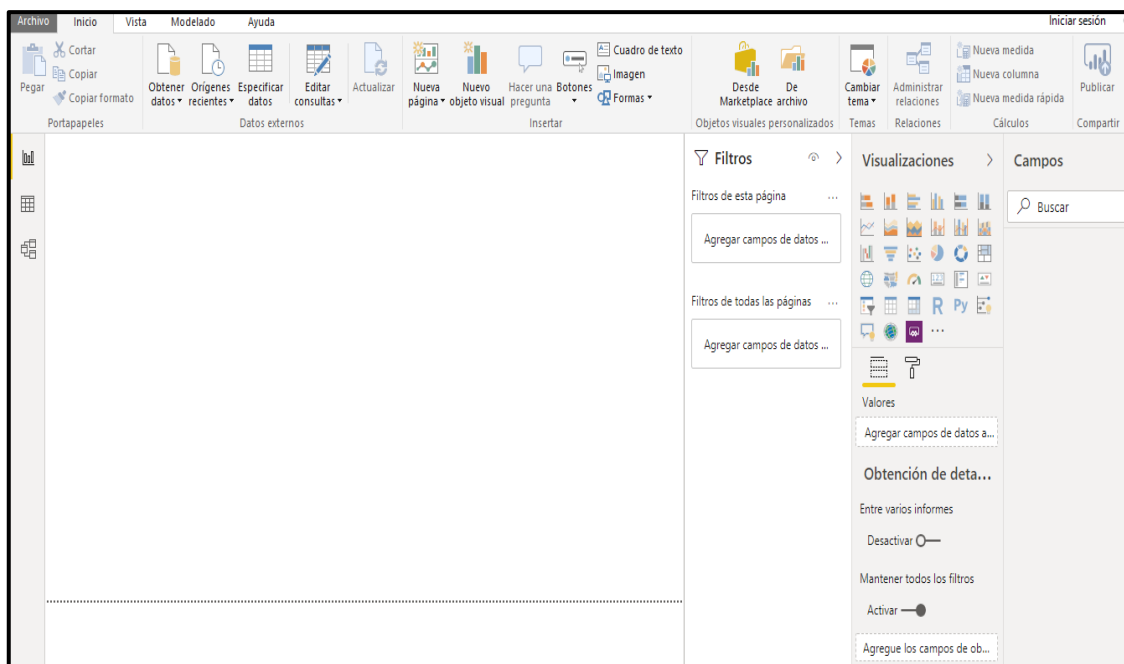 Archivo Inicio Vista Modelado Ayuda Iniciar sesión
Pegar
Cortar
Copiar
Copiar formato
Portapapeles
Obtener datos
Orígenes recientes
Especificar datos
Editar consultas
Datos externos
Actualizar
Nueva página
Nuevo objeto visual
Hacer una pregunta
Botones
Cuadro de texto
Imagen
Formas
Insertar
Desde Marketplace
De archivo
Objetos visuales personalizados
Cambiar tema
Temas
Administrar relaciones
Relaciones
Nueva medida
Nueva columna
Nueva medida rápida
Cálculos
Publicar
Compartir
Filtros
Filtros de esta página ...
Agregar campos de datos ...
Filtros de todas las páginas ...
Agregar campos de datos ...
Visualizaciones
R Py
...
Valores
Agregar campos de datos a...
Obtención de deta...
Entre varios informes
Desactivar
Mantener todos los filtros
Activar
Agregue los campos de ob...
Campos
Buscar